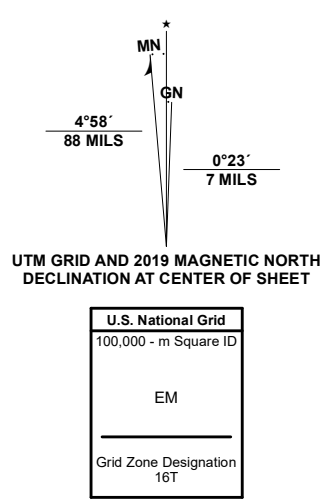 MN
GN
4°58´
88 MILS
0°23´
7 MILS
UTM GRID AND 2019 MAGNETIC NORTH
DECLINATION AT CENTER OF SHEET
U.S. National Grid
100,000 - m Square ID
EM
Grid Zone Designation
16T